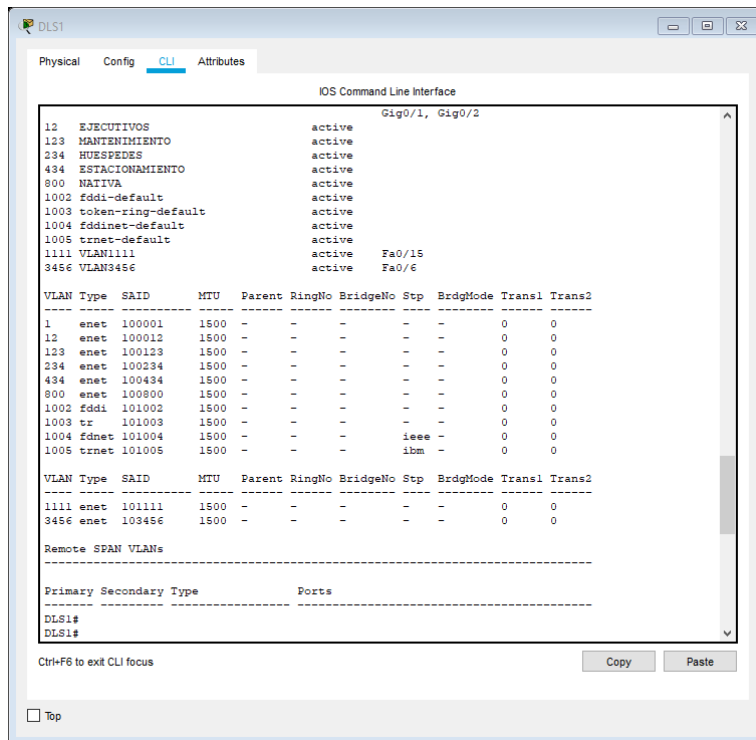 DLS1
Physical Config CLI Attributes
IOS Command Line Interface
Gig0/1, Gig0/2
12 EJECUTIVOS active
123 MANTENIMIENTO active
234 HUESPEDES active
434 ESTACIONAMIENTO active
800 NATIVA active
1002 fddi-default active
1003 token-ring-default active
1004 fddinet-default active
1005 trnet-default active
1111 VLAN1111 active Fa0/15
3456 VLAN3456 active Fa0/6
VLAN Type SAID MTU Parent RingNo BridgeNo Stp BrdgMode Trans1 Trans2
---- ----- ---------- ----- ------ ------ -------- ---- -------- ------ ------
1 enet 100001 1500 - - - - - 0 0
12 enet 100012 1500 - - - - - 0 0
123 enet 100123 1500 - - - - - 0 0
234 enet 100234 1500 - - - - - 0 0
434 enet 100434 1500 - - - - - 0 0
800 enet 100800 1500 - - - - - 0 0
1002 fddi 101002 1500 - - - - - 0 0
1003 tr 101003 1500 - - - - - 0 0
1004 fdnet 101004 1500 - - - ieee - 0 0
1005 trnet 101005 1500 - - - ibm - 0 0
VLAN Type SAID MTU Parent RingNo BridgeNo Stp BrdgMode Trans1 Trans2
---- ----- ---------- ----- ------ ------ -------- ---- -------- ------ ------
1111 enet 101111 1500 - - - - - 0 0
3456 enet 103456 1500 - - - - - 0 0
Remote SPAN VLANs
------------------------------------------------------------------------------
Primary Secondary Type Ports
------- --------- ----------------- ------------------------------------------
DLS1#
DLS1#
Ctrl+F6 to exit CLI focus Copy Paste
Top